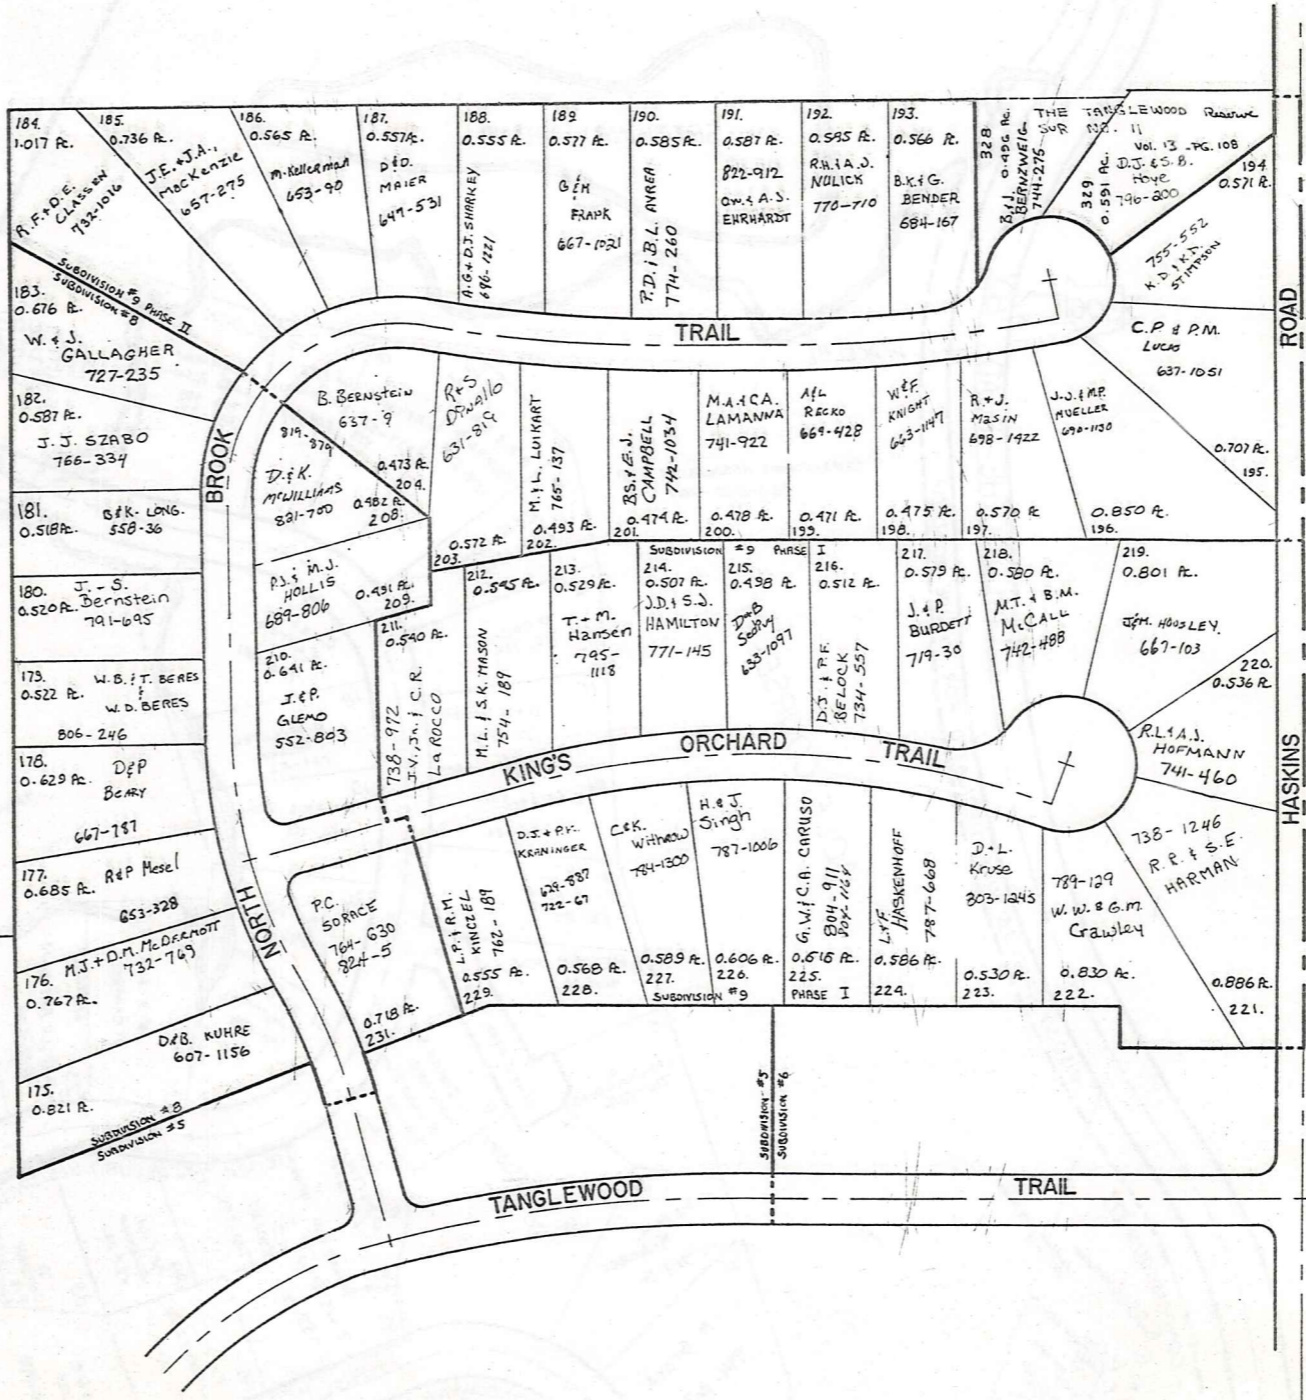 184.
1.017 Ac.
R.F. + D.E.
CLASSEN
732-1016
185.
0.736 Ac.
J.E. & J.A.,
MacKenzie
657-275
186.
0.565 Ac.
M. Kellerman
653-90
187.
0.557 Ac.
D & D.
MAIER
647-531
188.
0.555 Ac.
A.G. & D.J. SHARKEY
696-1221
189
0.577 Ac.
G & H
FRANK
667-1021
190.
0.585 Ac.
P.D. & B.L. AVREA
774-260
191.
0.587 Ac.
822-912
& A.S.
EHRHARDT
192.
0.595 Ac.
R.H. & A.J.
NOLICK
770-710
193.
0.566 Ac.
B.K. & G.
BENDER
684-167
328
B.J. 0.496 Ac.
BERNZWEIG
744-275
THE TANGLEWOOD Reserve
SUB NO. 11
Vol. 13 - PG. 108
329
0.591 Ac.
D.J. & S.B.
Hoye
796-200
194
0.571 Ac.
755-552
K.D. & K.D.
STIMPSON
SUBDIVISION #9 PHASE II
SUBDIVISION #8
183.
0.676 Ac.
W. & J.
GALLAGHER
727-235
182.
0.587 Ac.
J. J. SZABO
766-334
181.
0.518 Ac.
B & K. LONG.
558-36
180.
0.520 Ac.
J. - S.
Bernstein
791-695
179.
0.522 Ac.
W.B. & T. BERES
&
W.D. BERES
806-246
178.
0.629 Ac.
D & P
BEARY
667-787
177.
0.685 Ac.
R & P Mesel
653-328
176.
M.J. + D.M. McDERMOTT
732-769
0.767 Ac.
D & B. KUHRE
607-1156
175.
0.821 Ac.
SUBDIVISION #8
SUBDIVISION #5
NORTH
BROOK
TRAIL
B. BERNSTEIN
637-9
819-879
0.473 Ac.
204.
D. & K.
McWILLIAMS
821-700
0.482 Ac.
208.
P.J. & M.J.
HOLLIS
689-806
0.491 Ac.
209.
210.
0.641 Ac.
J. & P.
GLEMO
552-803
R & S
631-819
0.572 Ac.
203.
M. & L. LUIKART
765-137
0.493 Ac.
202.
B.S. & E.J.
CAMPBELL
742-1034
0.474 Ac.
201.
M.A. & C.A.
LAMANNA
741-922
0.478 Ac.
200.
A & L
RECKO
669-428
0.471 Ac.
199.
W & F.
KNIGHT
663-1147
0.475 Ac.
198.
R. & J.
Masin
698-1422
0.570 Ac
197.
J.J. & M.P.
MUELLER
690-1130
0.850 Ac.
196.
C.P. & P.M.
LUCAS
637-1051
0.707 Ac.
195.
SUBDIVISION #9 PHASE I
211.
0.540 Ac.
738-972
J.V., Jr. & C.R.
La ROCCO
212.
0.545 Ac.
M.L. & S.K. MASON
754-189
213.
0.529 Ac.
T. + M.
Hansen
795-
1118
214.
0.507 Ac.
J.D. & S.J.
HAMILTON
771-145
215.
0.498 Ac.
D & B
633-1097
216.
0.512 Ac.
D.J. & P.F.
BELOCK
734-557
217.
0.579 Ac.
J. & P.
BURDETT
719-30
218.
0.580 Ac.
M.T. & B.M.
McCALL
742-488
219.
0.801 Ac.
J & M. HOUSLEY
667-103
220.
0.536 Ac.
R.L. & A.J.
HOFMANN
741-460
KING'S
ORCHARD
TRAIL
P.C.
SORACE
764-630
824-5
0.718 Ac.
231.
L.P. & R.M.
KINCZEL
762-189
0.555 Ac.
229.
D.J. & P.K.
KRANINGER
629-887
722-67
0.568 Ac.
228.
C & K.
Withrow
784-1300
0.589 Ac.
227.
H. & J.
Singh
787-1006
0.606 Ac.
226.
SUBDIVISION #9
G.W. & C.A. CARUSO
804-911
0.615 Ac.
225.
PHASE I
L & F
HASKENHOFF
787-668
0.586 Ac.
224.
D. + L.
Kruse
803-1245
0.530 Ac.
223.
789-129
W. W. & G.M.
Crawley
0.830 Ac.
222.
738-1246
R. R. & S.E.
HARMAN
0.886 Ac.
221.
SUBDIVISION #5
SUBDIVISION #6
TANGLEWOOD
TRAIL
HASKINS
ROAD